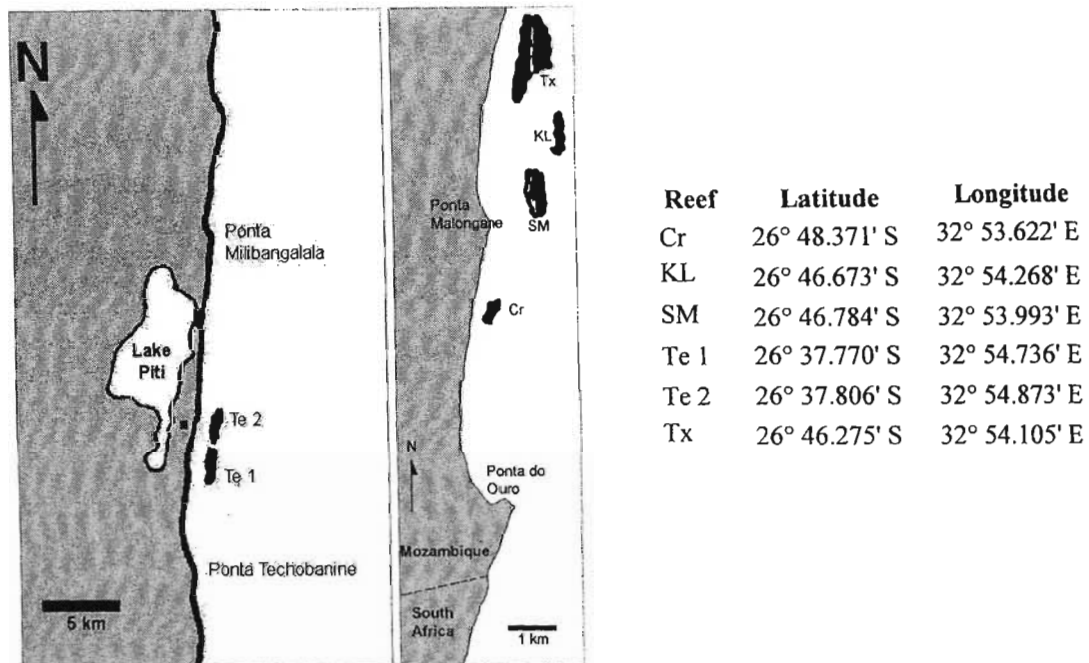 N
Ponta
Milibangalala
Lake
Piti
Te 2
Te 1
Ponta Techobanine
5 km
Tx
KL
Ponta
Malongane
SM
Cr
N
Ponta do
Ouro
Mozambique
South
Africa
1 km
Reef Latitude Longitude
Cr 26° 48.371' S 32° 53.622' E
KL 26° 46.673' S 32° 54.268' E
SM 26° 46.784' S 32° 53.993' E
Te 1 26° 37.770' S 32° 54.736' E
Te 2 26° 37.806' S 32° 54.873' E
Tx 26° 46.275' S 32° 54.105' E